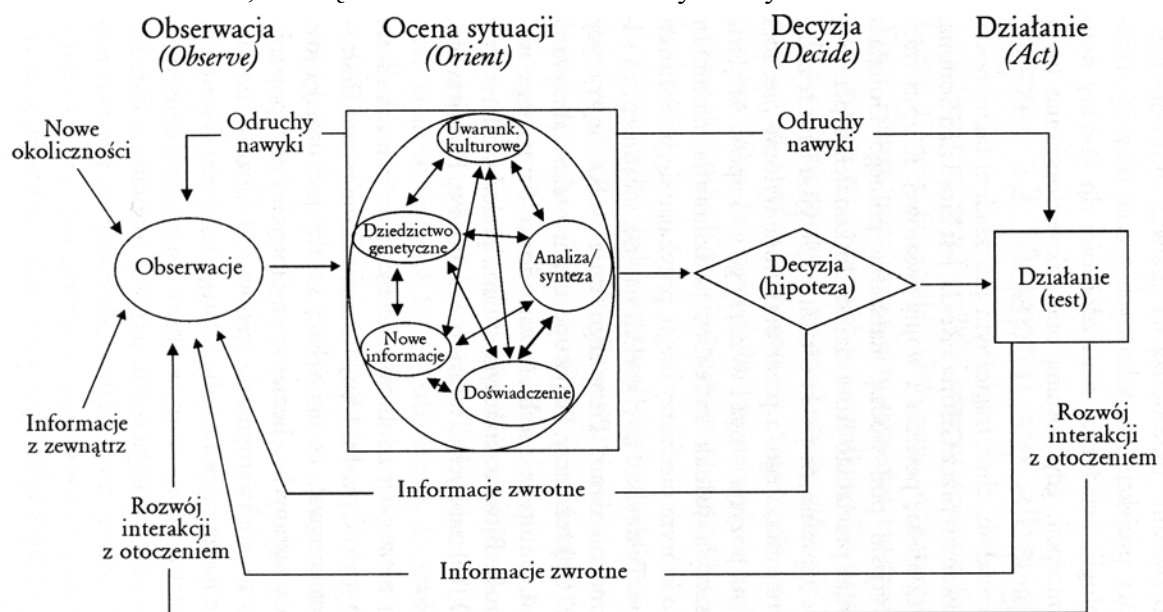 Obserwacja
(Observe)
Ocena sytuacji
(Orient)
Decyzja
(Decide)
Działanie
(Act)
Nowe
okoliczności
Odruchy
nawyki
Uwarunk.
kulturowe
Odruchy
nawyki
Dziedzictwo
genetyczne
Analiza/
synteza
Obserwacje
Decyzja
(hipoteza)
Działanie
(test)
Nowe
informacje
Doświadczenie
Informacje
z zewnątrz
Rozwój
interakcji
z otoczeniem
Informacje zwrotne
Rozwój
interakcji
z otoczeniem
Informacje zwrotne